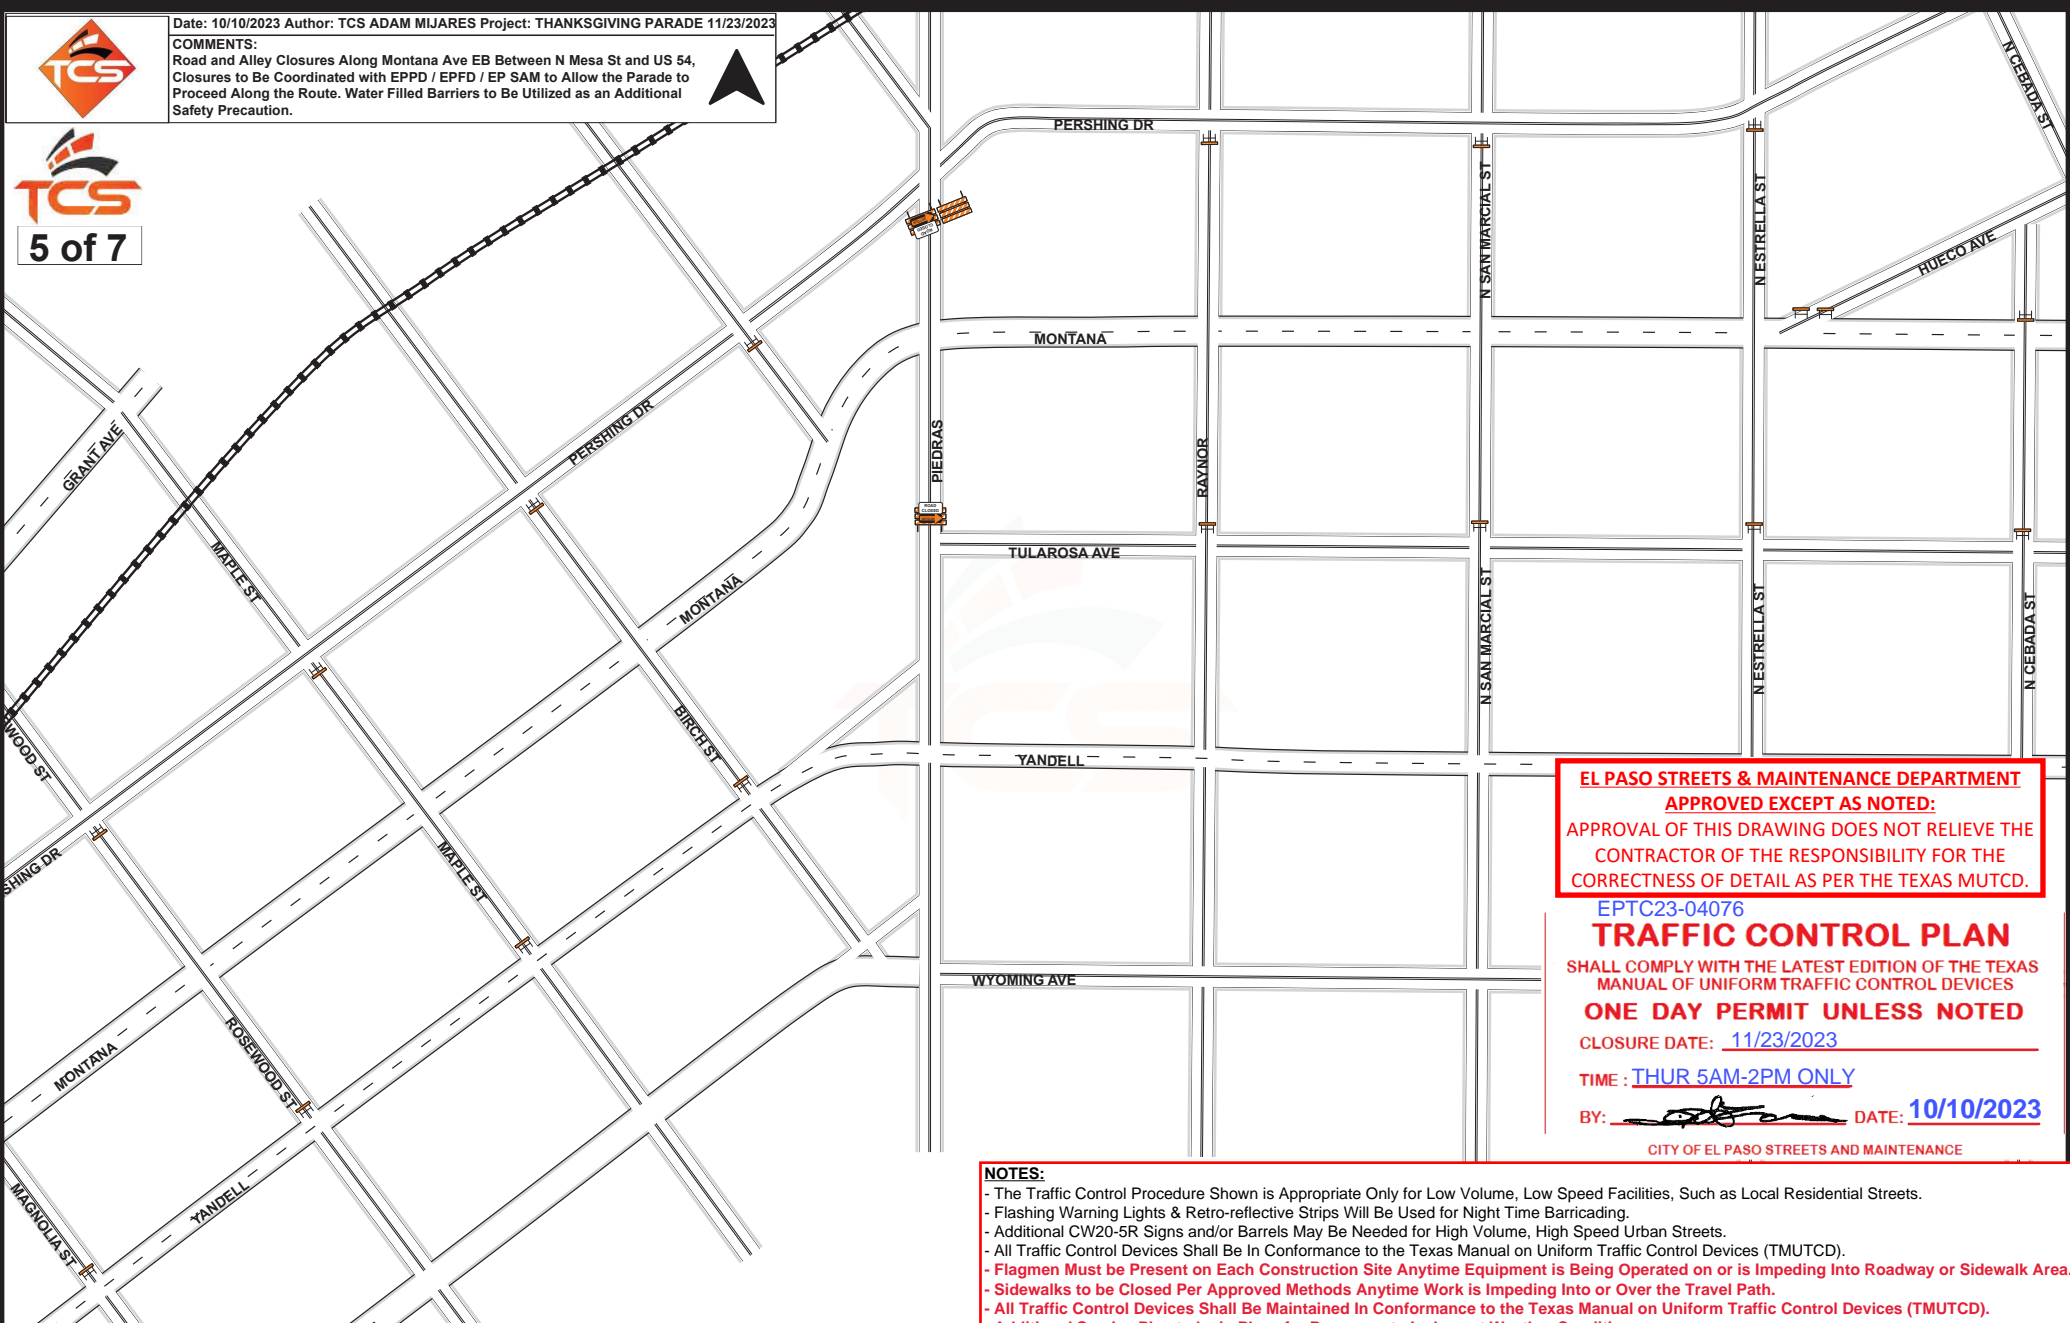 Date: 10/10/2023 Author: TCS ADAM MIJARES Project: THANKSGIVING PARADE 11/23/2023
COMMENTS:
Road and Alley Closures Along Montana Ave EB Between N Mesa St and US 54,
Closures to Be Coordinated with EPPD / EPFD / EP SAM to Allow the Parade to
Proceed Along the Route. Water Filled Barriers to Be Utilized as an Additional
Safety Precaution.
TCS
TCS
5 of 7
N CEBADA ST
PERSHING DR
N SAN MARCIAL ST
N ESTRELLA ST
HUECO AVE
MONTANA
GRANT AVE
PERSHING DR
PIEDRAS
RAYNOR
ROAD
CLOSED
MAPLE ST
TULAROSA AVE
MONTANA
N SAN MARCIAL ST
N ESTRELLA ST
N CEBADA ST
WOOD ST
BIRCH ST
TCS
YANDELL
SHING DR
MAPLE ST
WYOMING AVE
MONTANA
ROSEWOOD ST
MAGNOLIA ST
YANDELL
EL PASO STREETS & MAINTENANCE DEPARTMENT
APPROVED EXCEPT AS NOTED:
APPROVAL OF THIS DRAWING DOES NOT RELIEVE THE
CONTRACTOR OF THE RESPONSIBILITY FOR THE
CORRECTNESS OF DETAIL AS PER THE TEXAS MUTCD.
EPTC23-04076
TRAFFIC CONTROL PLAN
SHALL COMPLY WITH THE LATEST EDITION OF THE TEXAS
MANUAL OF UNIFORM TRAFFIC CONTROL DEVICES
ONE DAY PERMIT UNLESS NOTED
CLOSURE DATE: 11/23/2023
TIME : THUR 5AM-2PM ONLY
BY: DATE: 10/10/2023
CITY OF EL PASO STREETS AND MAINTENANCE
NOTES:
- The Traffic Control Procedure Shown is Appropriate Only for Low Volume, Low Speed Facilities, Such as Local Residential Streets.
- Flashing Warning Lights & Retro-reflective Strips Will Be Used for Night Time Barricading.
- Additional CW20-5R Signs and/or Barrels May Be Needed for High Volume, High Speed Urban Streets.
- All Traffic Control Devices Shall Be In Conformance to the Texas Manual on Uniform Traffic Control Devices (TMUTCD).
- Flagmen Must be Present on Each Construction Site Anytime Equipment is Being Operated on or is Impeding Into Roadway or Sidewalk Area.
- Sidewalks to be Closed Per Approved Methods Anytime Work is Impeding Into or Over the Travel Path.
- All Traffic Control Devices Shall Be Maintained In Conformance to the Texas Manual on Uniform Traffic Control Devices (TMUTCD).